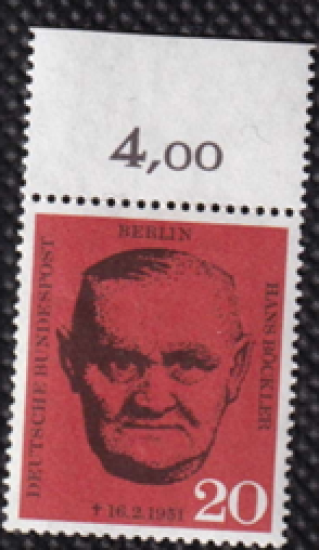 4,00
BERLIN
DEUTSCHE BUNDESPOST
HANS BÖCKLER
† 16.2.1951
20